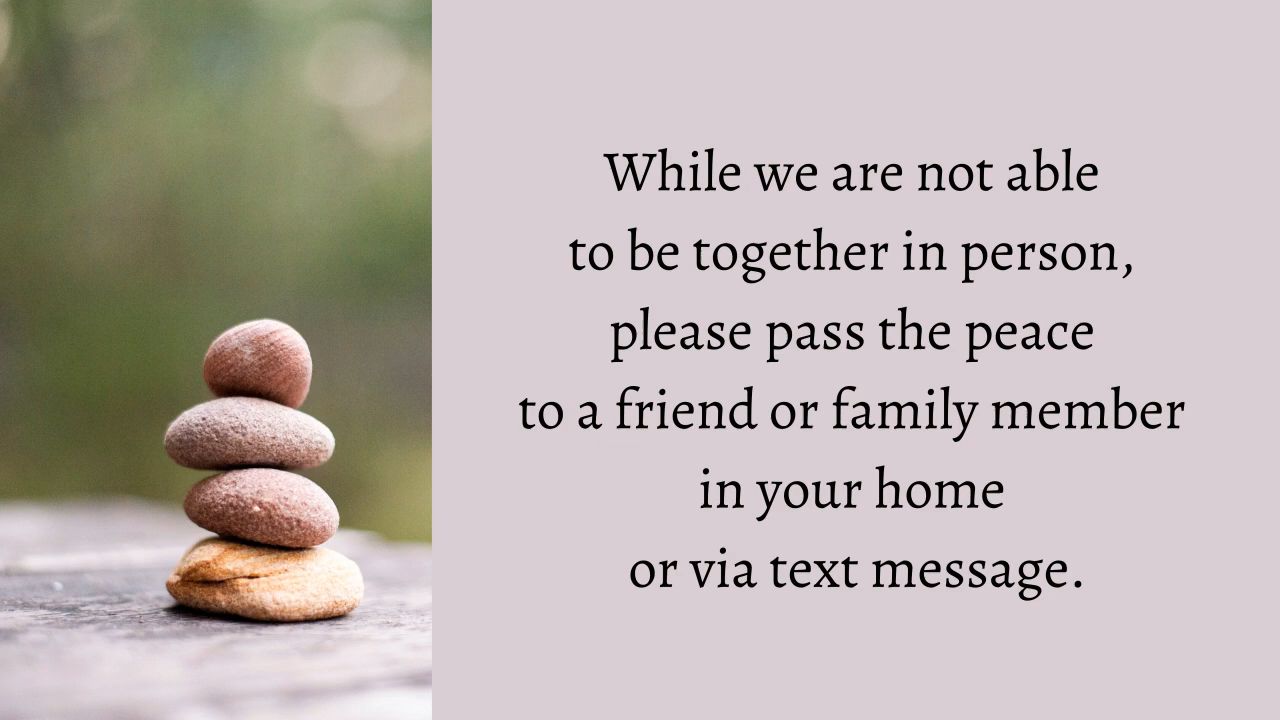 While we are not able
to be together in person,
please pass the peace
to a friend or family member
in your home
or via text message.